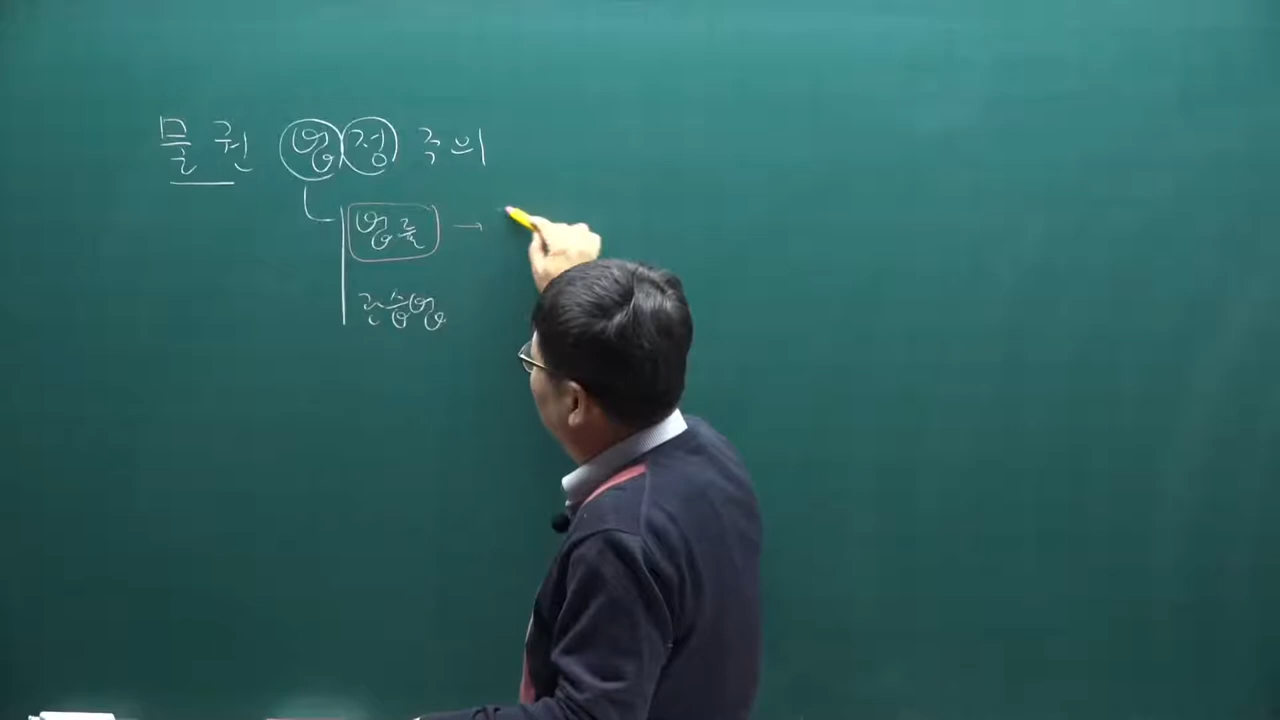 물권 법정 주의
법률 →
관습법